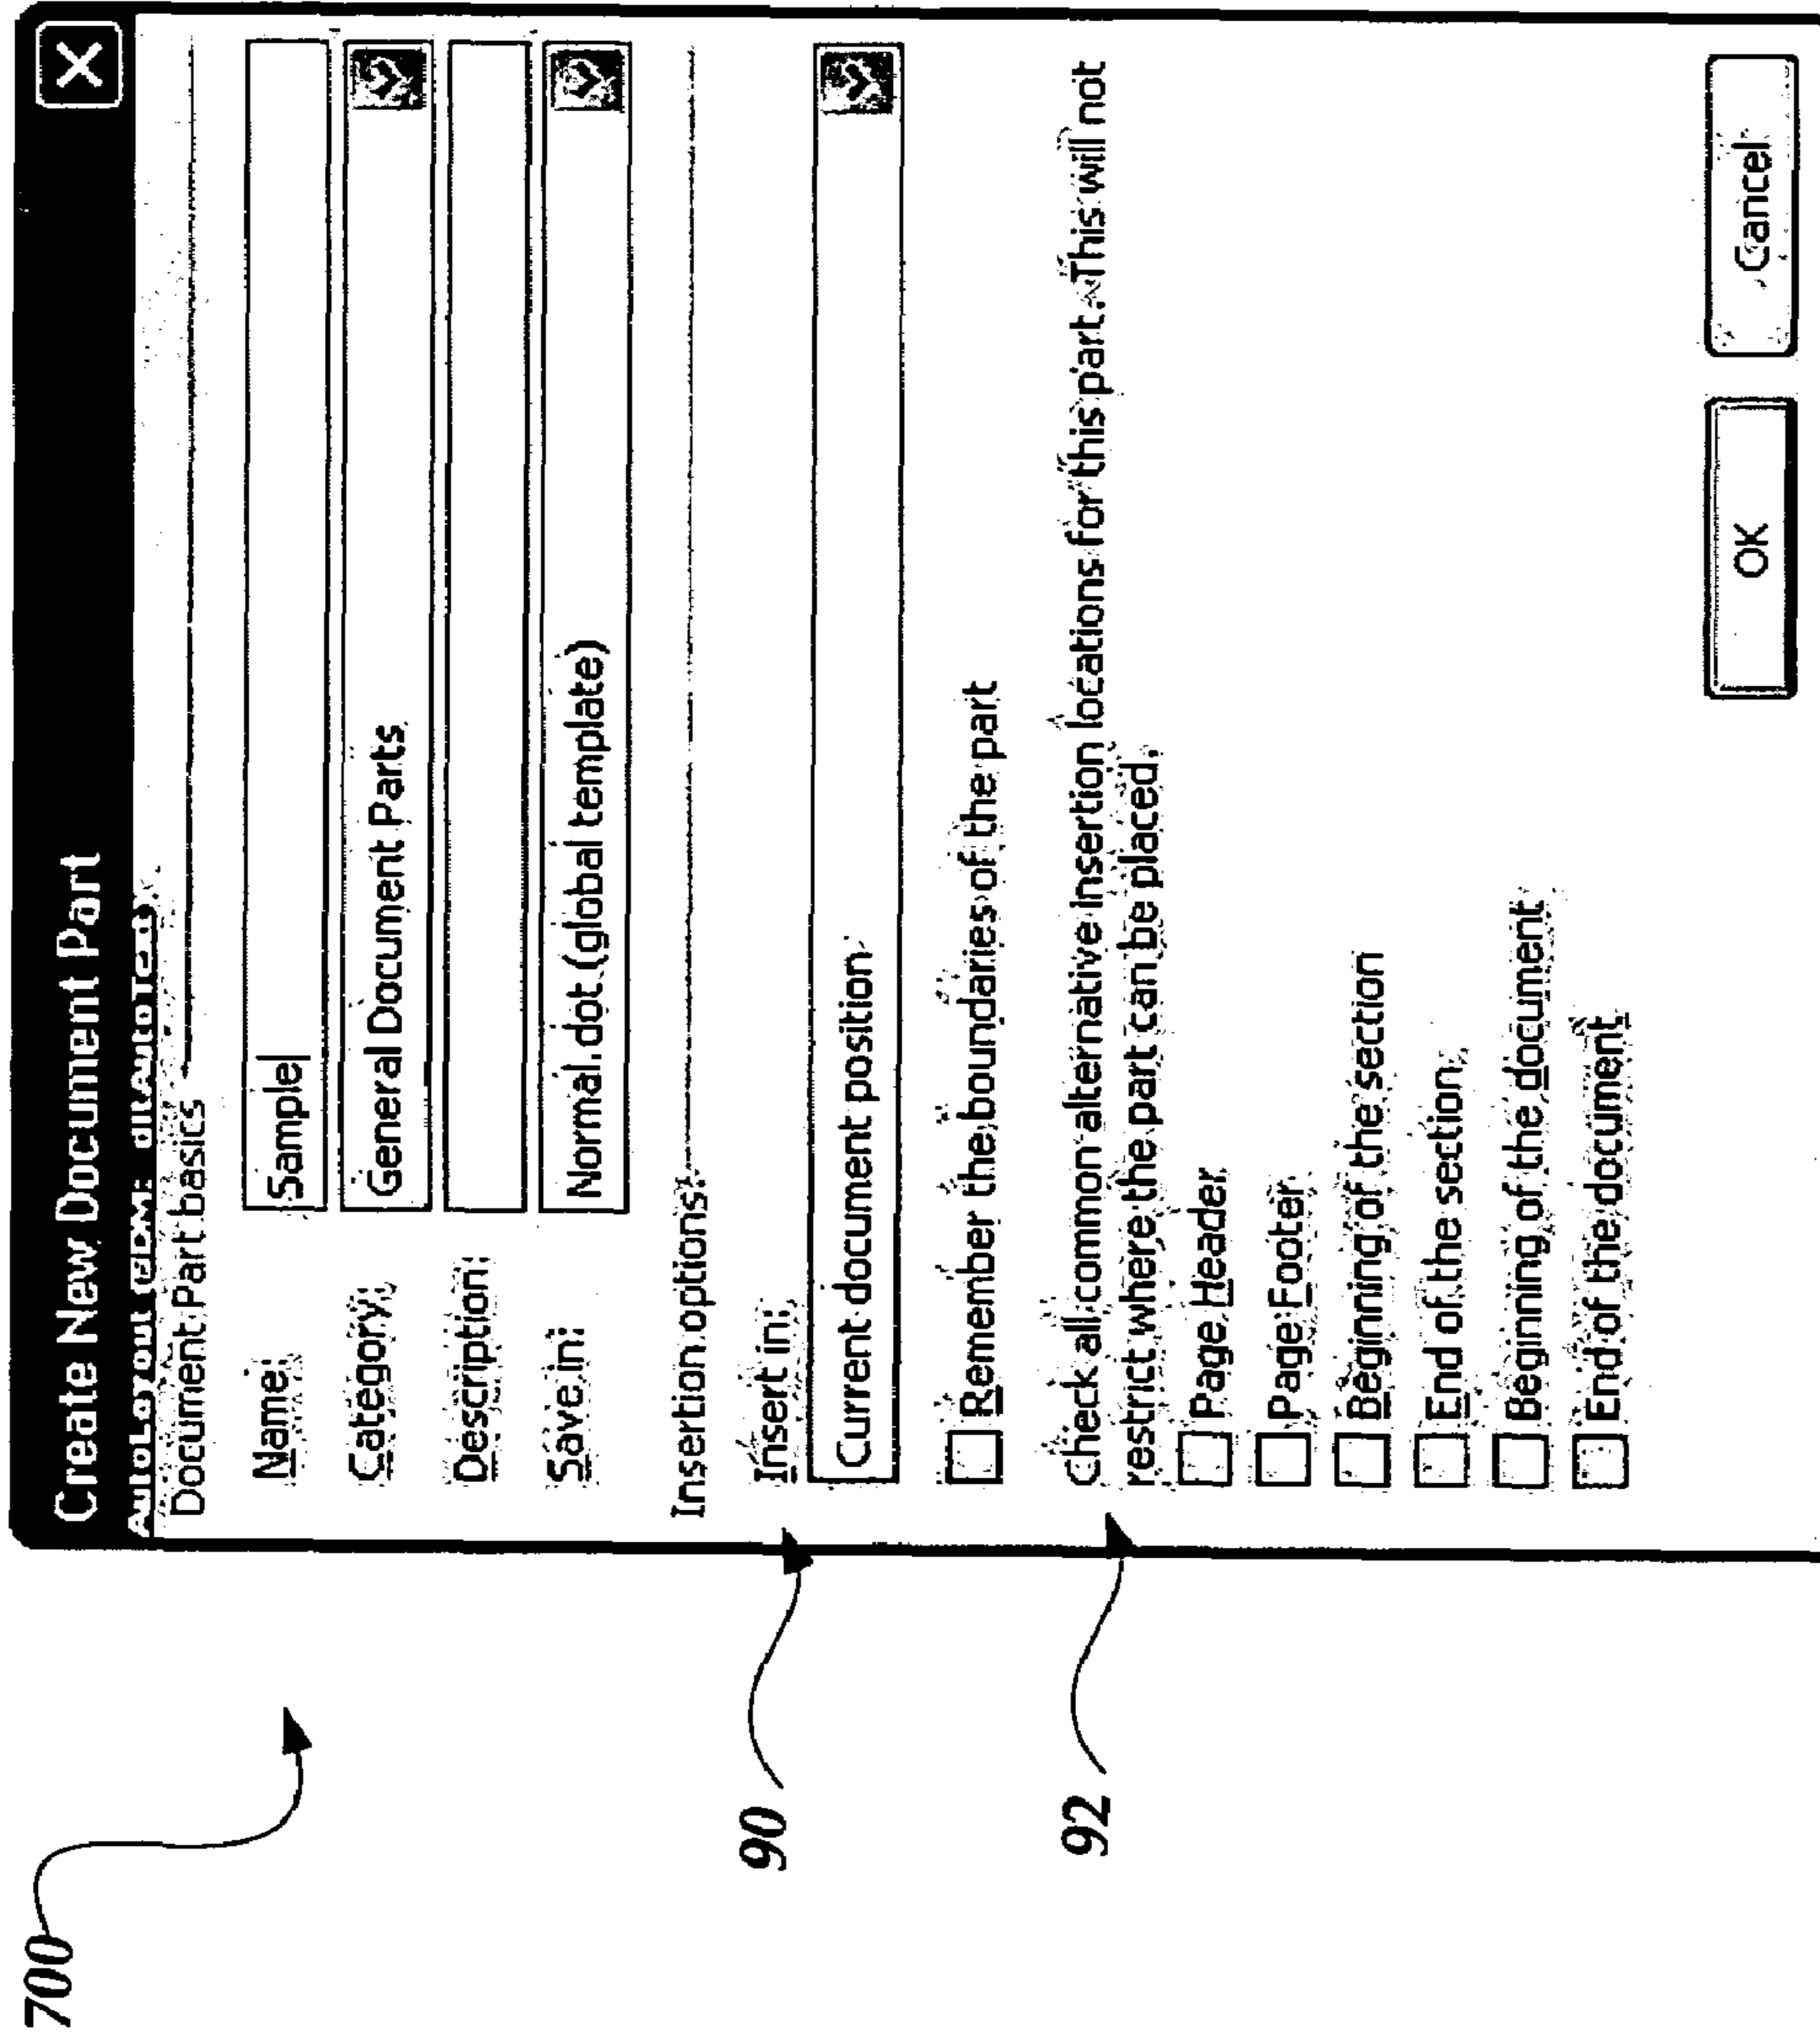 700
Create New Document Part
Document Part basics
Name:
Sample
Category:
General Document Parts
Description:
Save in:
Normal.dot (global template)
Insertion options:
90
Insert in:
Current document position
Remember the boundaries of the part
92
Check all common alternative insertion locations for this part. This will not
restrict where the part can be placed.
Page Header
Page Footer
Beginning of the section
End of the section
Beginning of the document
End of the document
OK
Cancel